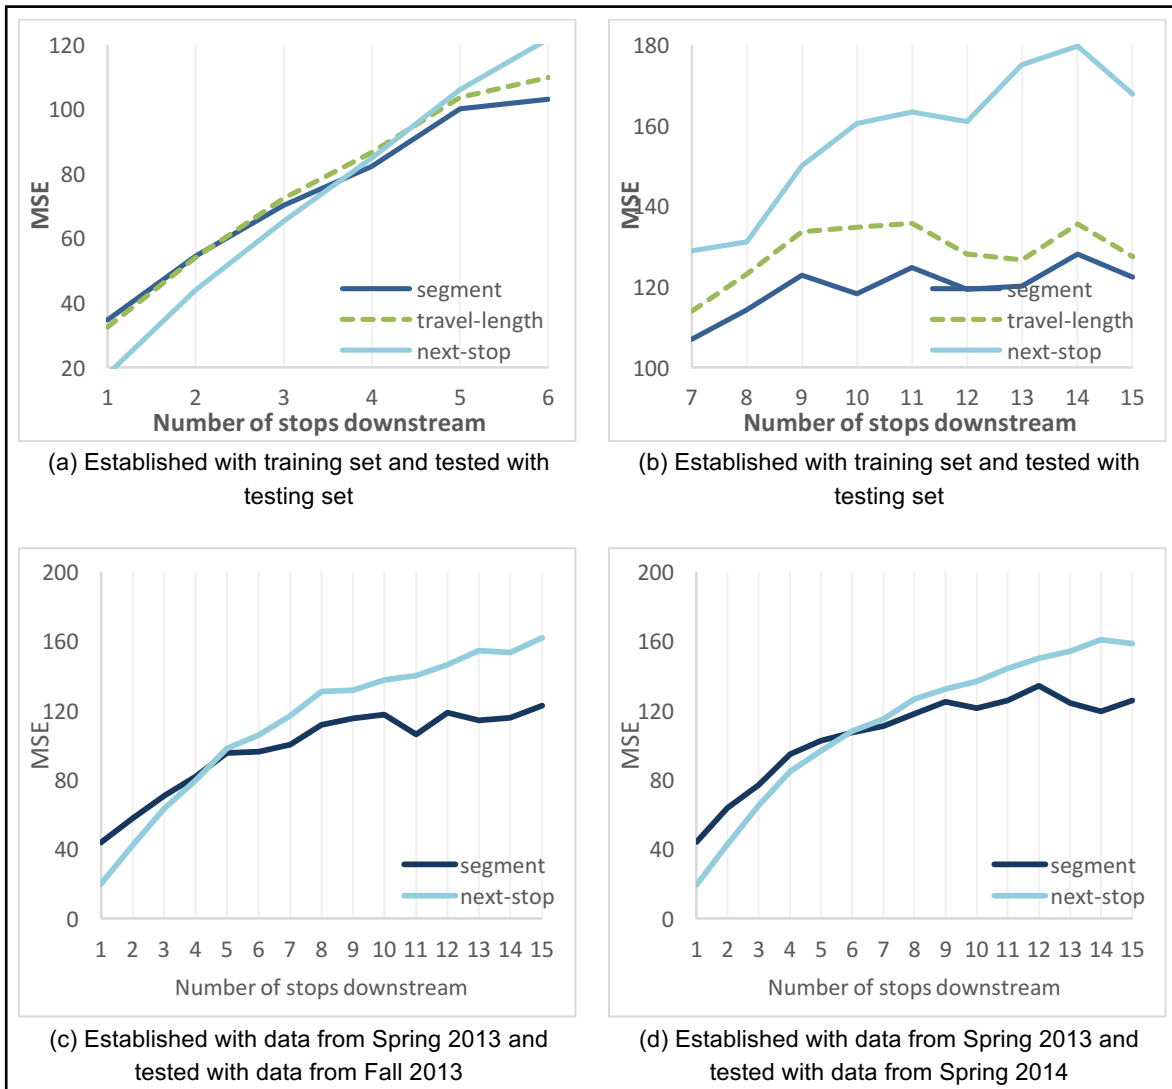 120
100
80
60
40
20
MSE
segment
travel-length
next-stop
1 2 3 4 5 6
Number of stops downstream
(a) Established with training set and tested with
testing set
180
160
140
120
100
MSE
segment
travel-length
next-stop
7 8 9 10 11 12 13 14 15
Number of stops downstream
(b) Established with training set and tested with
testing set
200
160
120
80
40
0
MSE
segment
next-stop
1 2 3 4 5 6 7 8 9 10 11 12 13 14 15
Number of stops downstream
(c) Established with data from Spring 2013 and
tested with data from Fall 2013
200
160
120
80
40
0
MSE
segment
next-stop
1 2 3 4 5 6 7 8 9 10 11 12 13 14 15
Number of stops downstream
(d) Established with data from Spring 2013 and
tested with data from Spring 2014